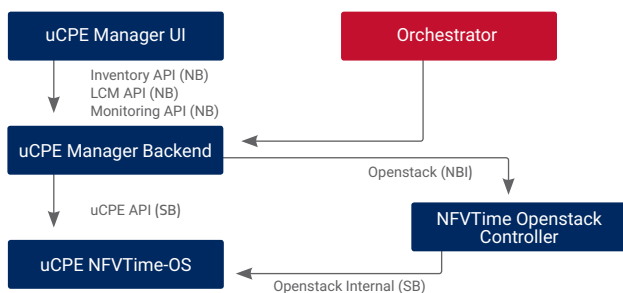 uCPE Manager UI
Orchestrator
Inventory API (NB)
LCM API (NB)
Monitoring API (NB)
uCPE Manager Backend
Openstack (NBI)
uCPE API (SB)
NFVTime Openstack
Controller
uCPE NFVTime-OS
Openstack Internal (SB)